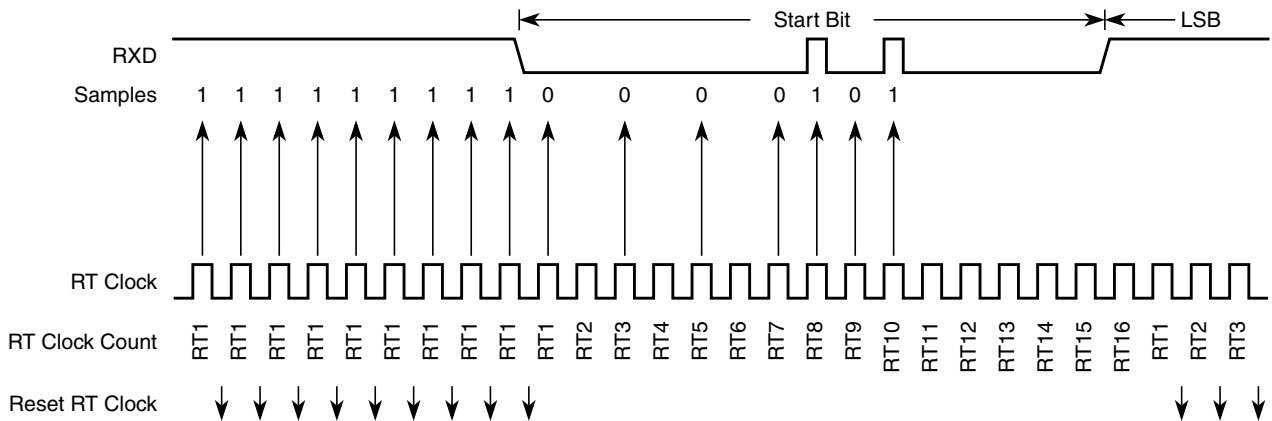 Start Bit LSB
RXD
Samples 1 1 1 1 1 1 1 1 1 0 0 0 0 1 0 1
RT Clock
RT Clock Count RT1 RT1 RT1 RT1 RT1 RT1 RT1 RT1 RT1 RT1 RT2 RT3 RT4 RT5 RT6 RT7 RT8 RT9 RT10 RT11 RT12 RT13 RT14 RT15 RT16 RT1 RT2 RT3
Reset RT Clock